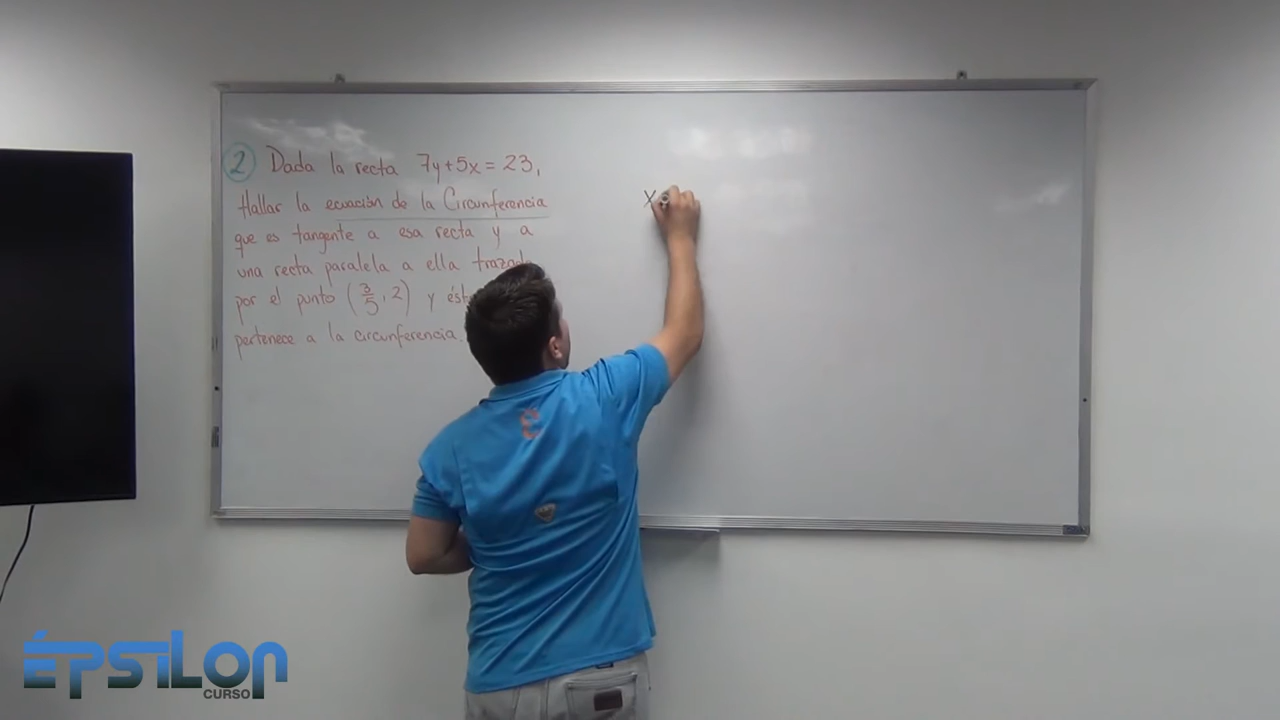 2 Dada la recta 7y+5x = 23,
Hallar la ecuación de la Circunferencia
que es tangente a esa recta y a
una recta paralela a ella
por el punto (3/5, 2) y
pertenece a la circunferencia.
X
ÉPSILON
CURSO